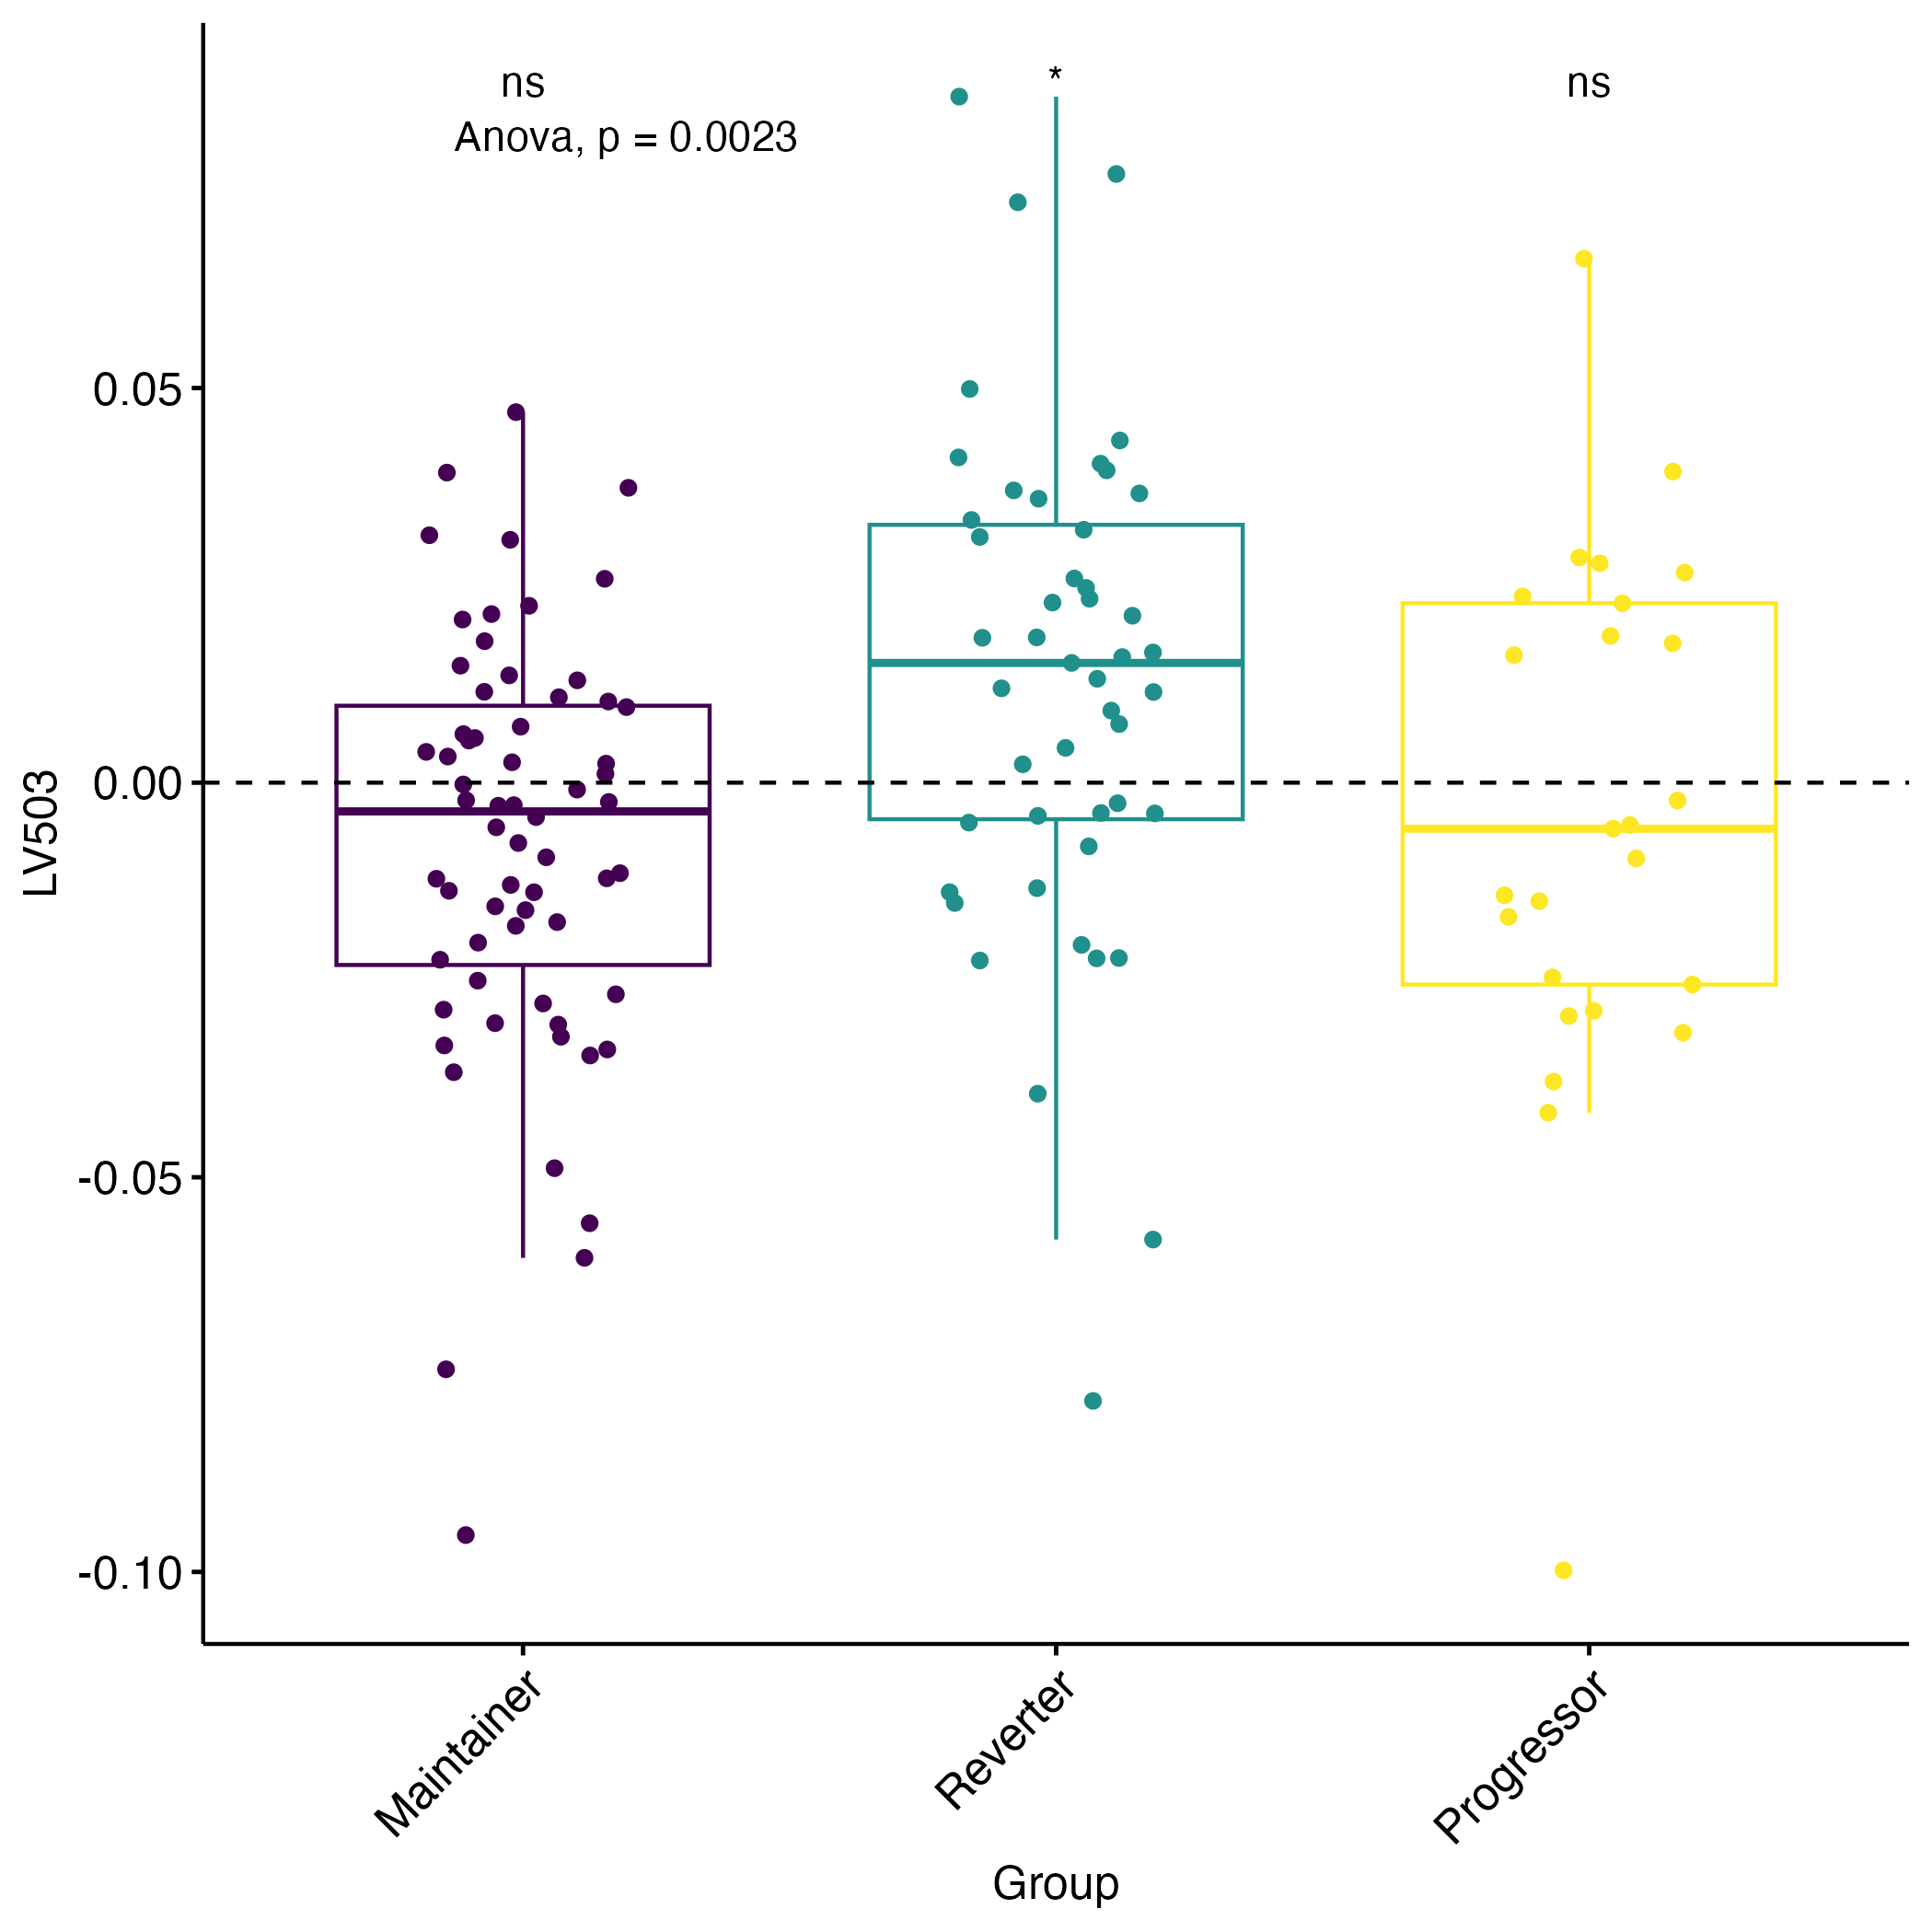 ns * ns
Anova, p = 0.0023
0.05
0.00
-0.05
-0.10
LV503
Maintainer Reverter Progressor
Group